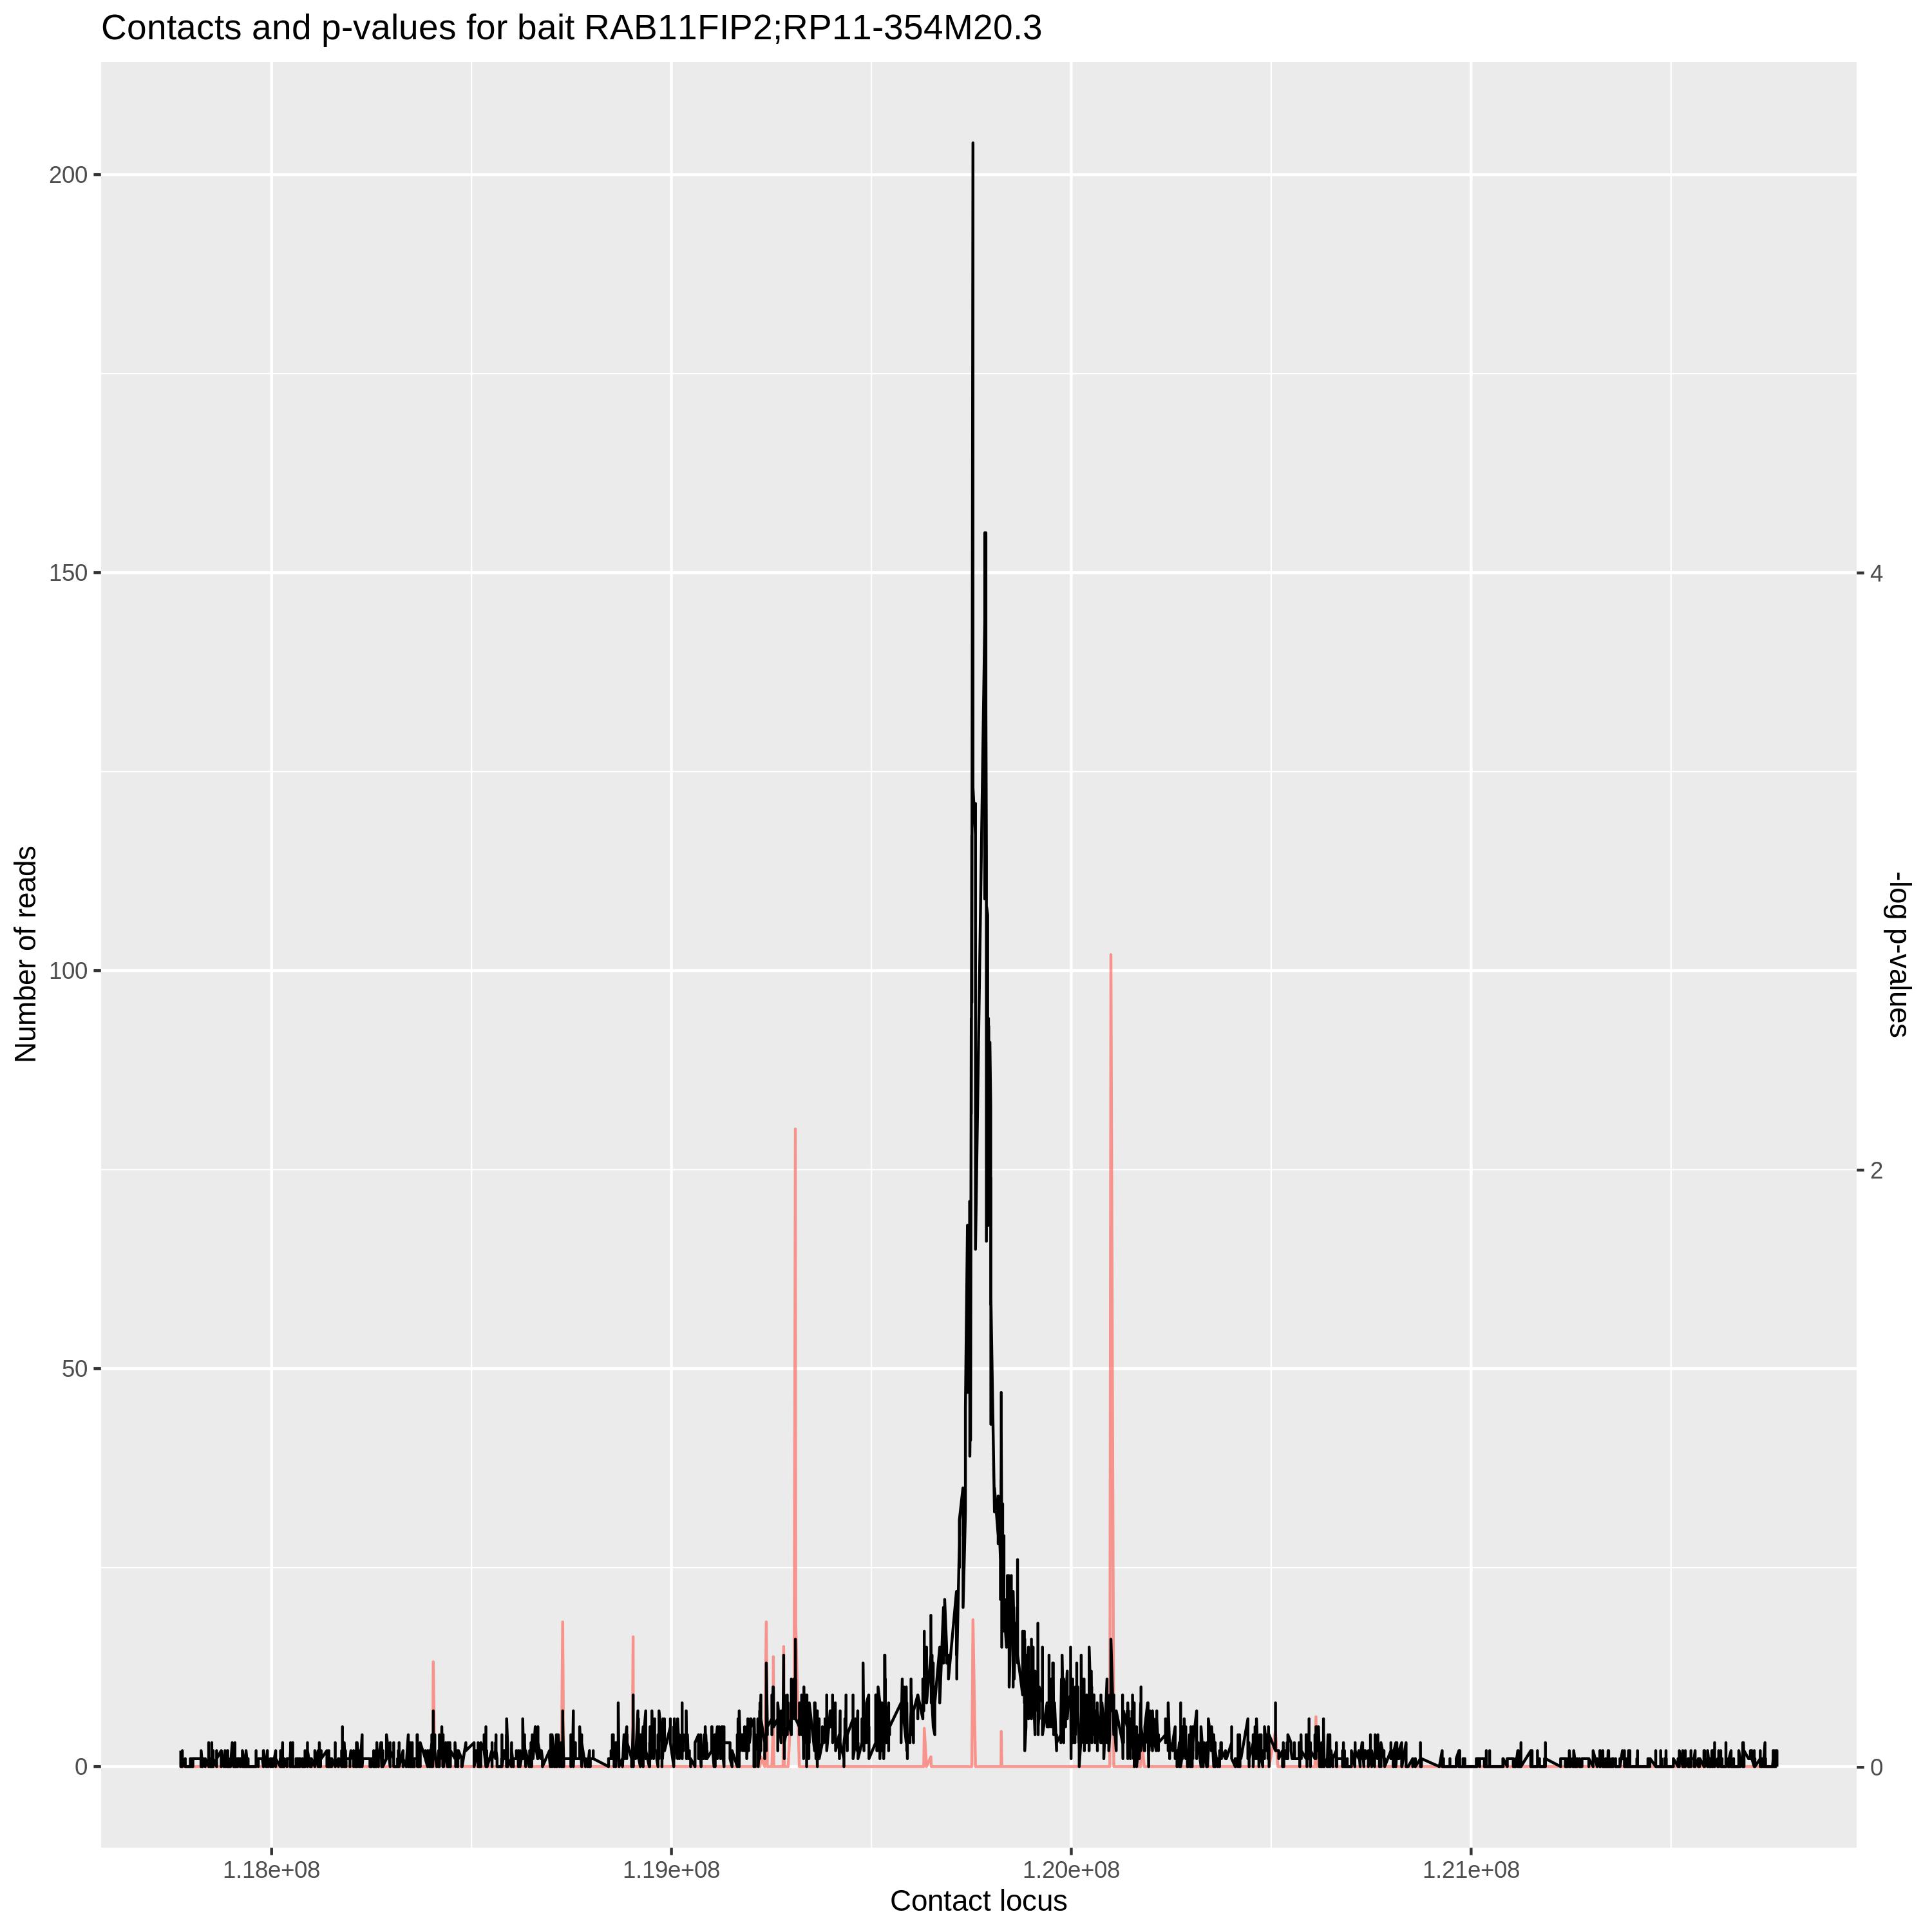 Contacts and p-values for bait RAB11FIP2;RP11-354M20.3
200
150
100
50
0
Number of reads
4
2
0
-log p-values
1.18e+08
1.19e+08
1.20e+08
1.21e+08
Contact locus